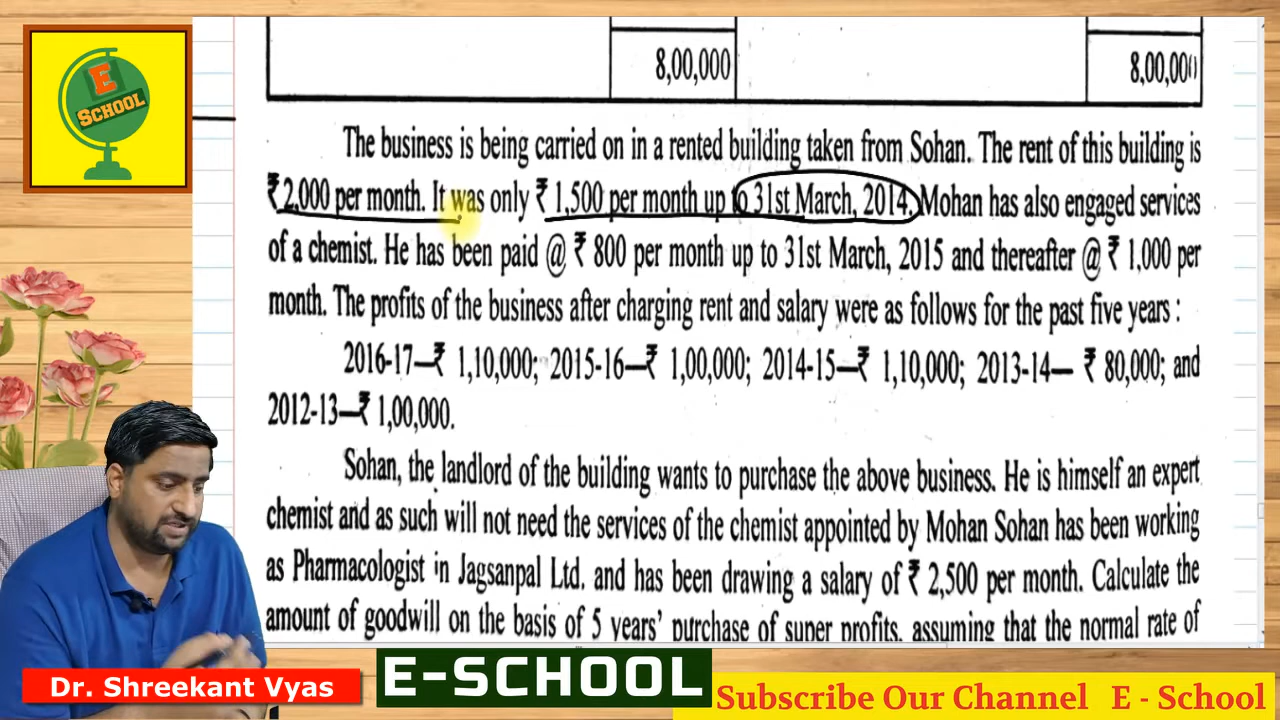 8,00,000 8,00,000
E
SCHOOL
The business is being carried on in a rented building taken from Sohan. The rent of this building is
₹ 2,000 per month. It was only ₹ 1,500 per month up to 31st March, 2014. Mohan has also engaged services
of a chemist. He has been paid @ ₹ 800 per month up to 31st March, 2015 and thereafter @ ₹ 1,000 per
month. The profits of the business after charging rent and salary were as follows for the past five years :
2016-17—₹ 1,10,000; 2015-16—₹ 1,00,000; 2014-15—₹ 1,10,000; 2013-14— ₹ 80,000; and
2012-13—₹ 1,00,000.
Sohan, the landlord of the building wants to purchase the above business. He is himself an expert
chemist and as such will not need the services of the chemist appointed by Mohan Sohan has been working
as Pharmacologist in Jagsanpal Ltd. and has been drawing a salary of ₹ 2,500 per month. Calculate the
amount of goodwill on the basis of 5 years' purchase of super profits, assuming that the normal rate of
Dr. Shreekant Vyas
E-SCHOOL
Subscribe Our Channel E - School